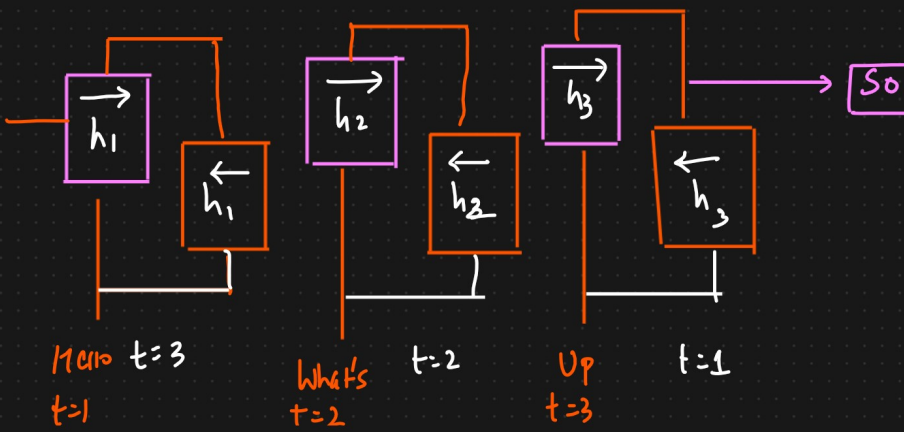 → h1
← h1
→ h2
← h2
→ h3
← h3
So
Hello t=3
t=1
What's t=2
t=2
Up t=1
t=3